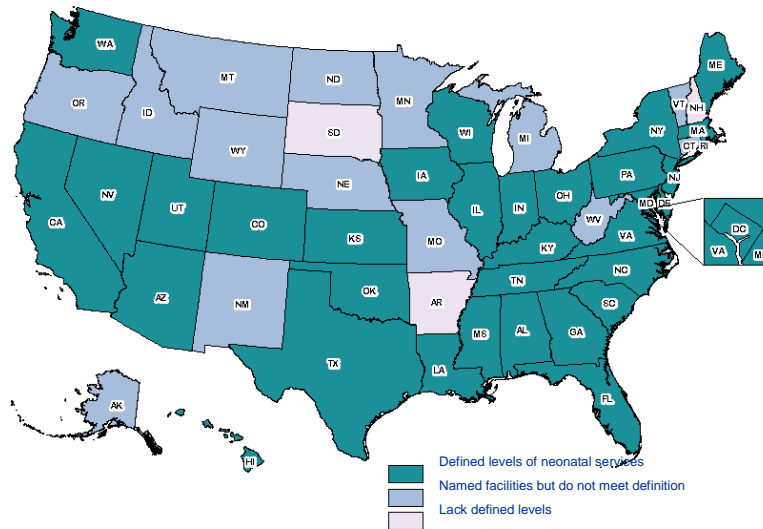 WA
ME
MT
ND
VT
NH
MN
OR
ID
NY
MA
WI
SD
MI
CT
RI
WY
IA
PA
NJ
NE
OH
NV
MD
DE
IL
IN
UT
DC
CA
CO
WV
VA
VA
MO
KS
KY
NC
TN
OK
AZ
NM
AR
SC
MS
AL
GA
TX
LA
AK
FL
HI
Defined levels of neonatal services
Named facilities but do not meet definition
Lack defined levels